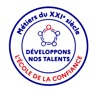 Métiers du XXIe siècle
DÉVELOPPONS
NOS TALENTS
L'ÉCOLE DE LA CONFIANCE